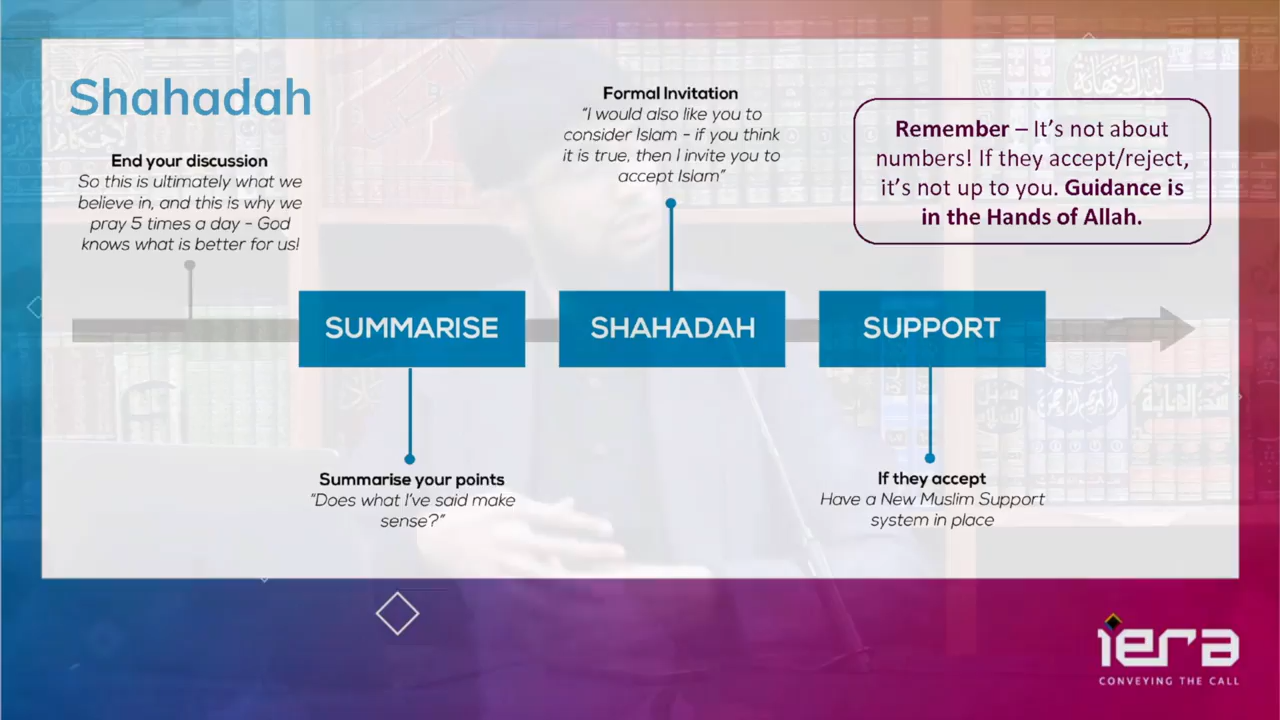 Shahadah
End your discussion
So this is ultimately what we
believe in, and this is why we
pray 5 times a day – God
knows what is better for us!
Formal Invitation
“I would also like you to
consider Islam – if you think
it is true, then I invite you to
accept Islam”
Remember – It’s not about
numbers! If they accept/reject,
it’s not up to you. Guidance is
in the Hands of Allah.
SUMMARISE
SHAHADAH
SUPPORT
Summarise your points
“Does what I’ve said make
sense?”
If they accept
Have a New Muslim Support
system in place
iera
CONVEYING THE CALL